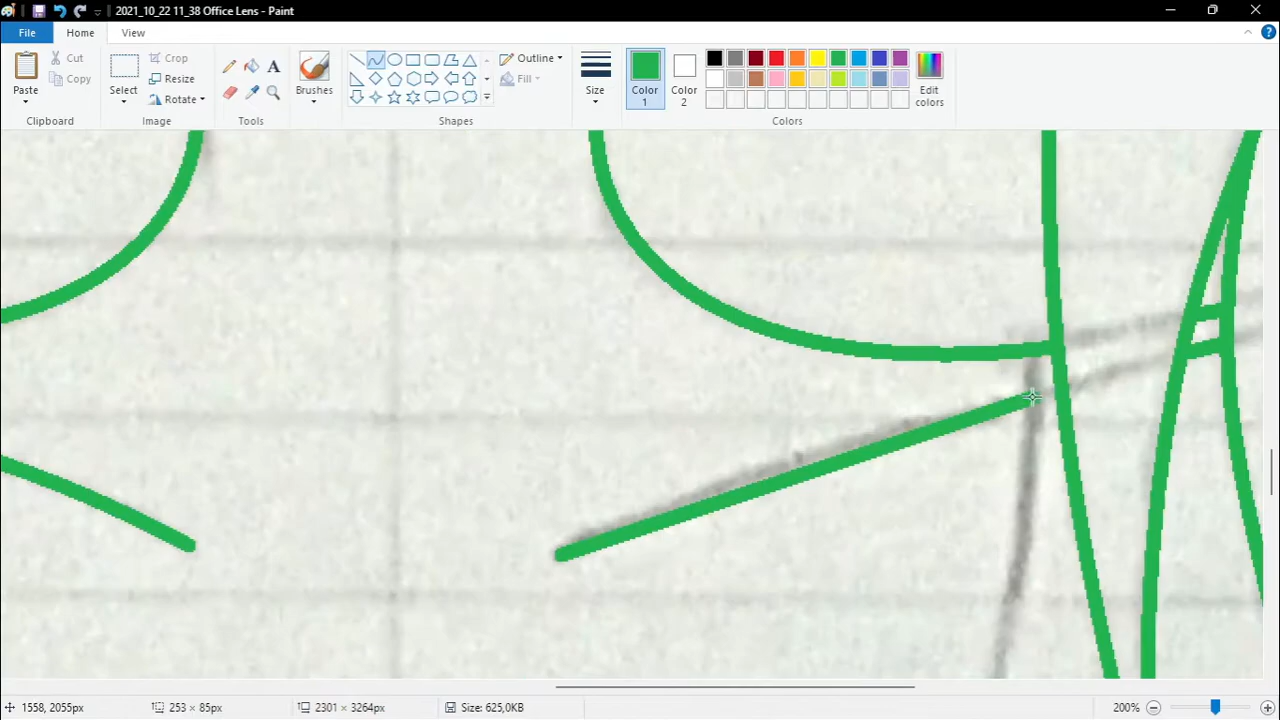 2021_10_22 11_38 Office Lens - Paint
File
Home
View
Paste
Cut
Copy
Clipboard
Select
Crop
Resize
Rotate
Image
A
Tools
Brushes
Outline
Fill
Shapes
Size
Color
1
Color
2
Edit
colors
Colors
1558, 2055px
253 × 85px
2301 × 3264px
Size: 625,0KB
200%